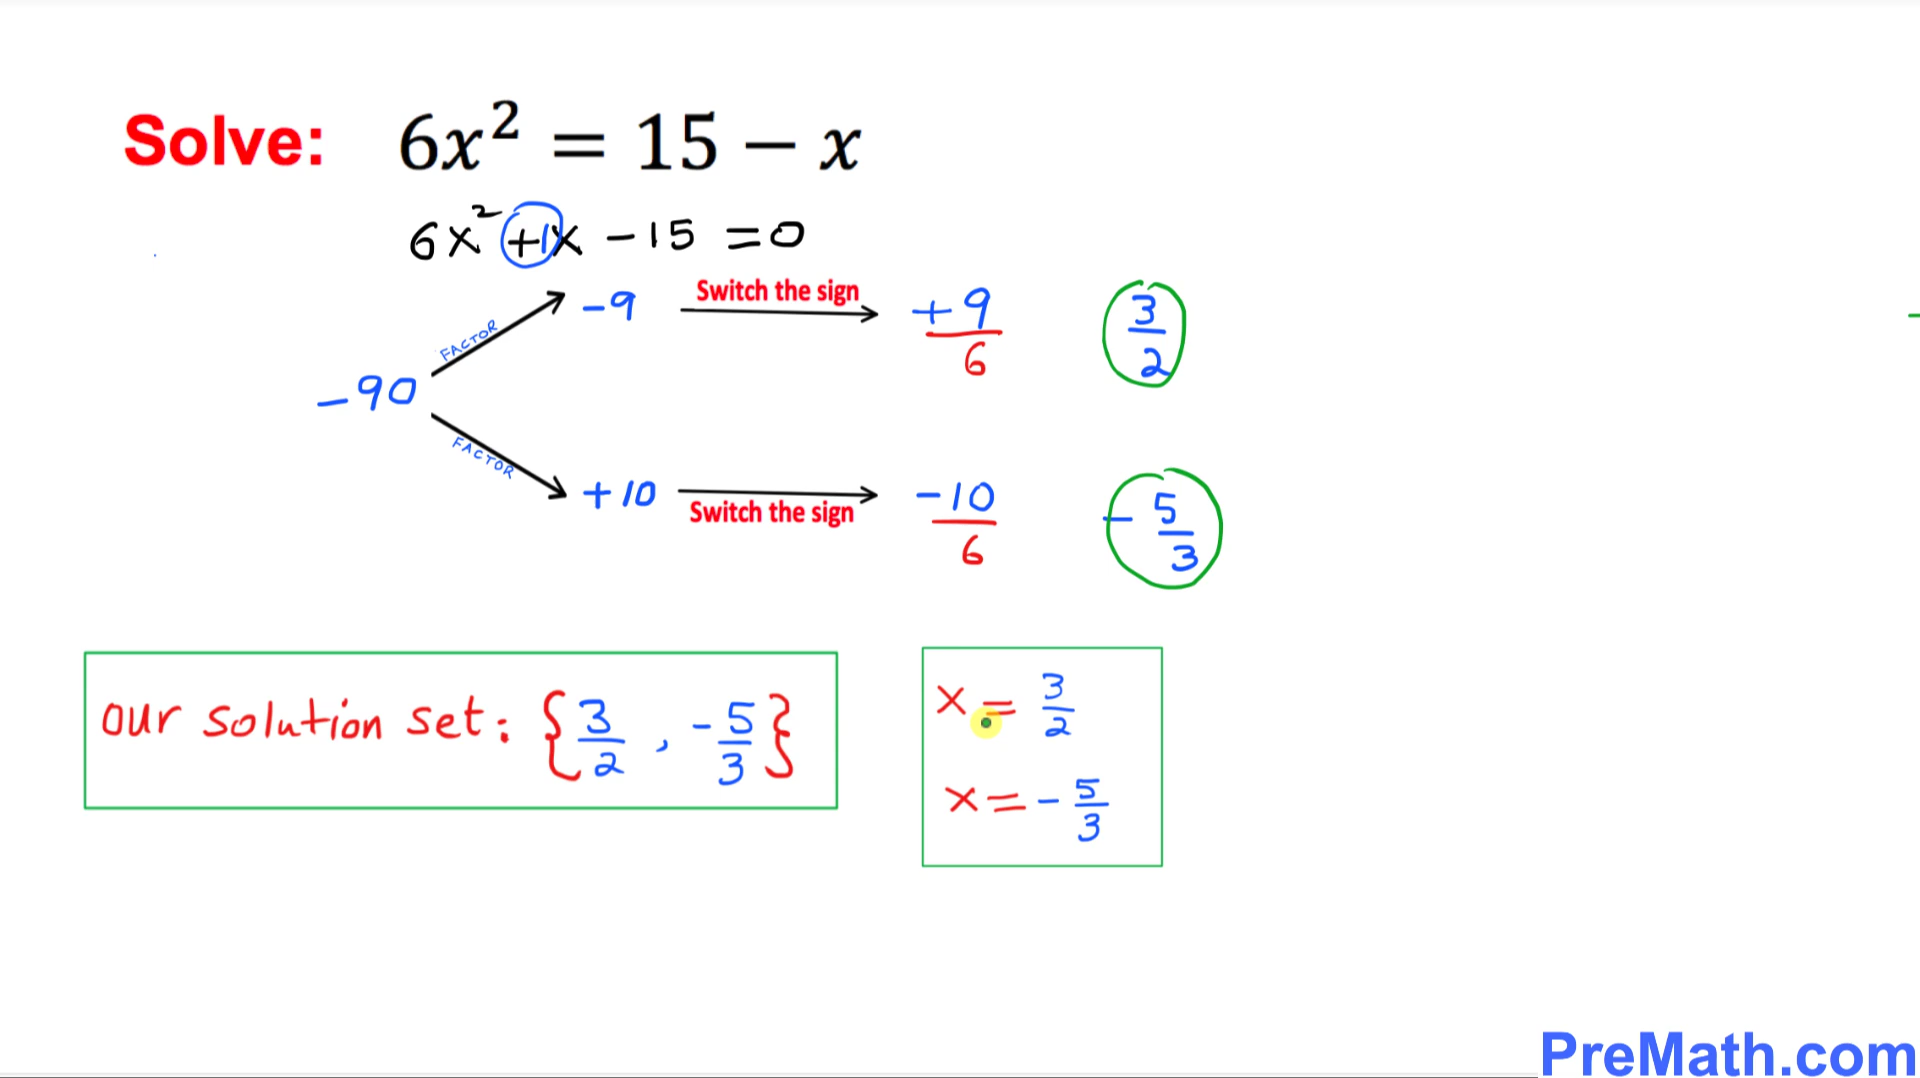 Solve: 6x² = 15 − x
6x² +1x − 15 = 0
FACTOR
−9
Switch the sign
+9/6
3/2
−90
FACTOR
+10
Switch the sign
−10/6
−5/3
our solution set: {3/2, −5/3}
x = 3/2
x = −5/3
PreMath.com